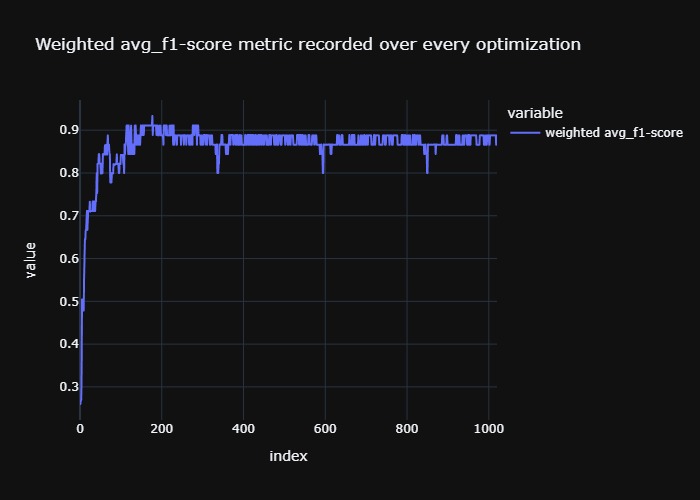 Weighted avg_f1-score metric recorded over every optimization
variable
weighted avg_f1-score
value
0.9
0.8
0.7
0.6
0.5
0.4
0.3
0
200
400
600
800
1000
index